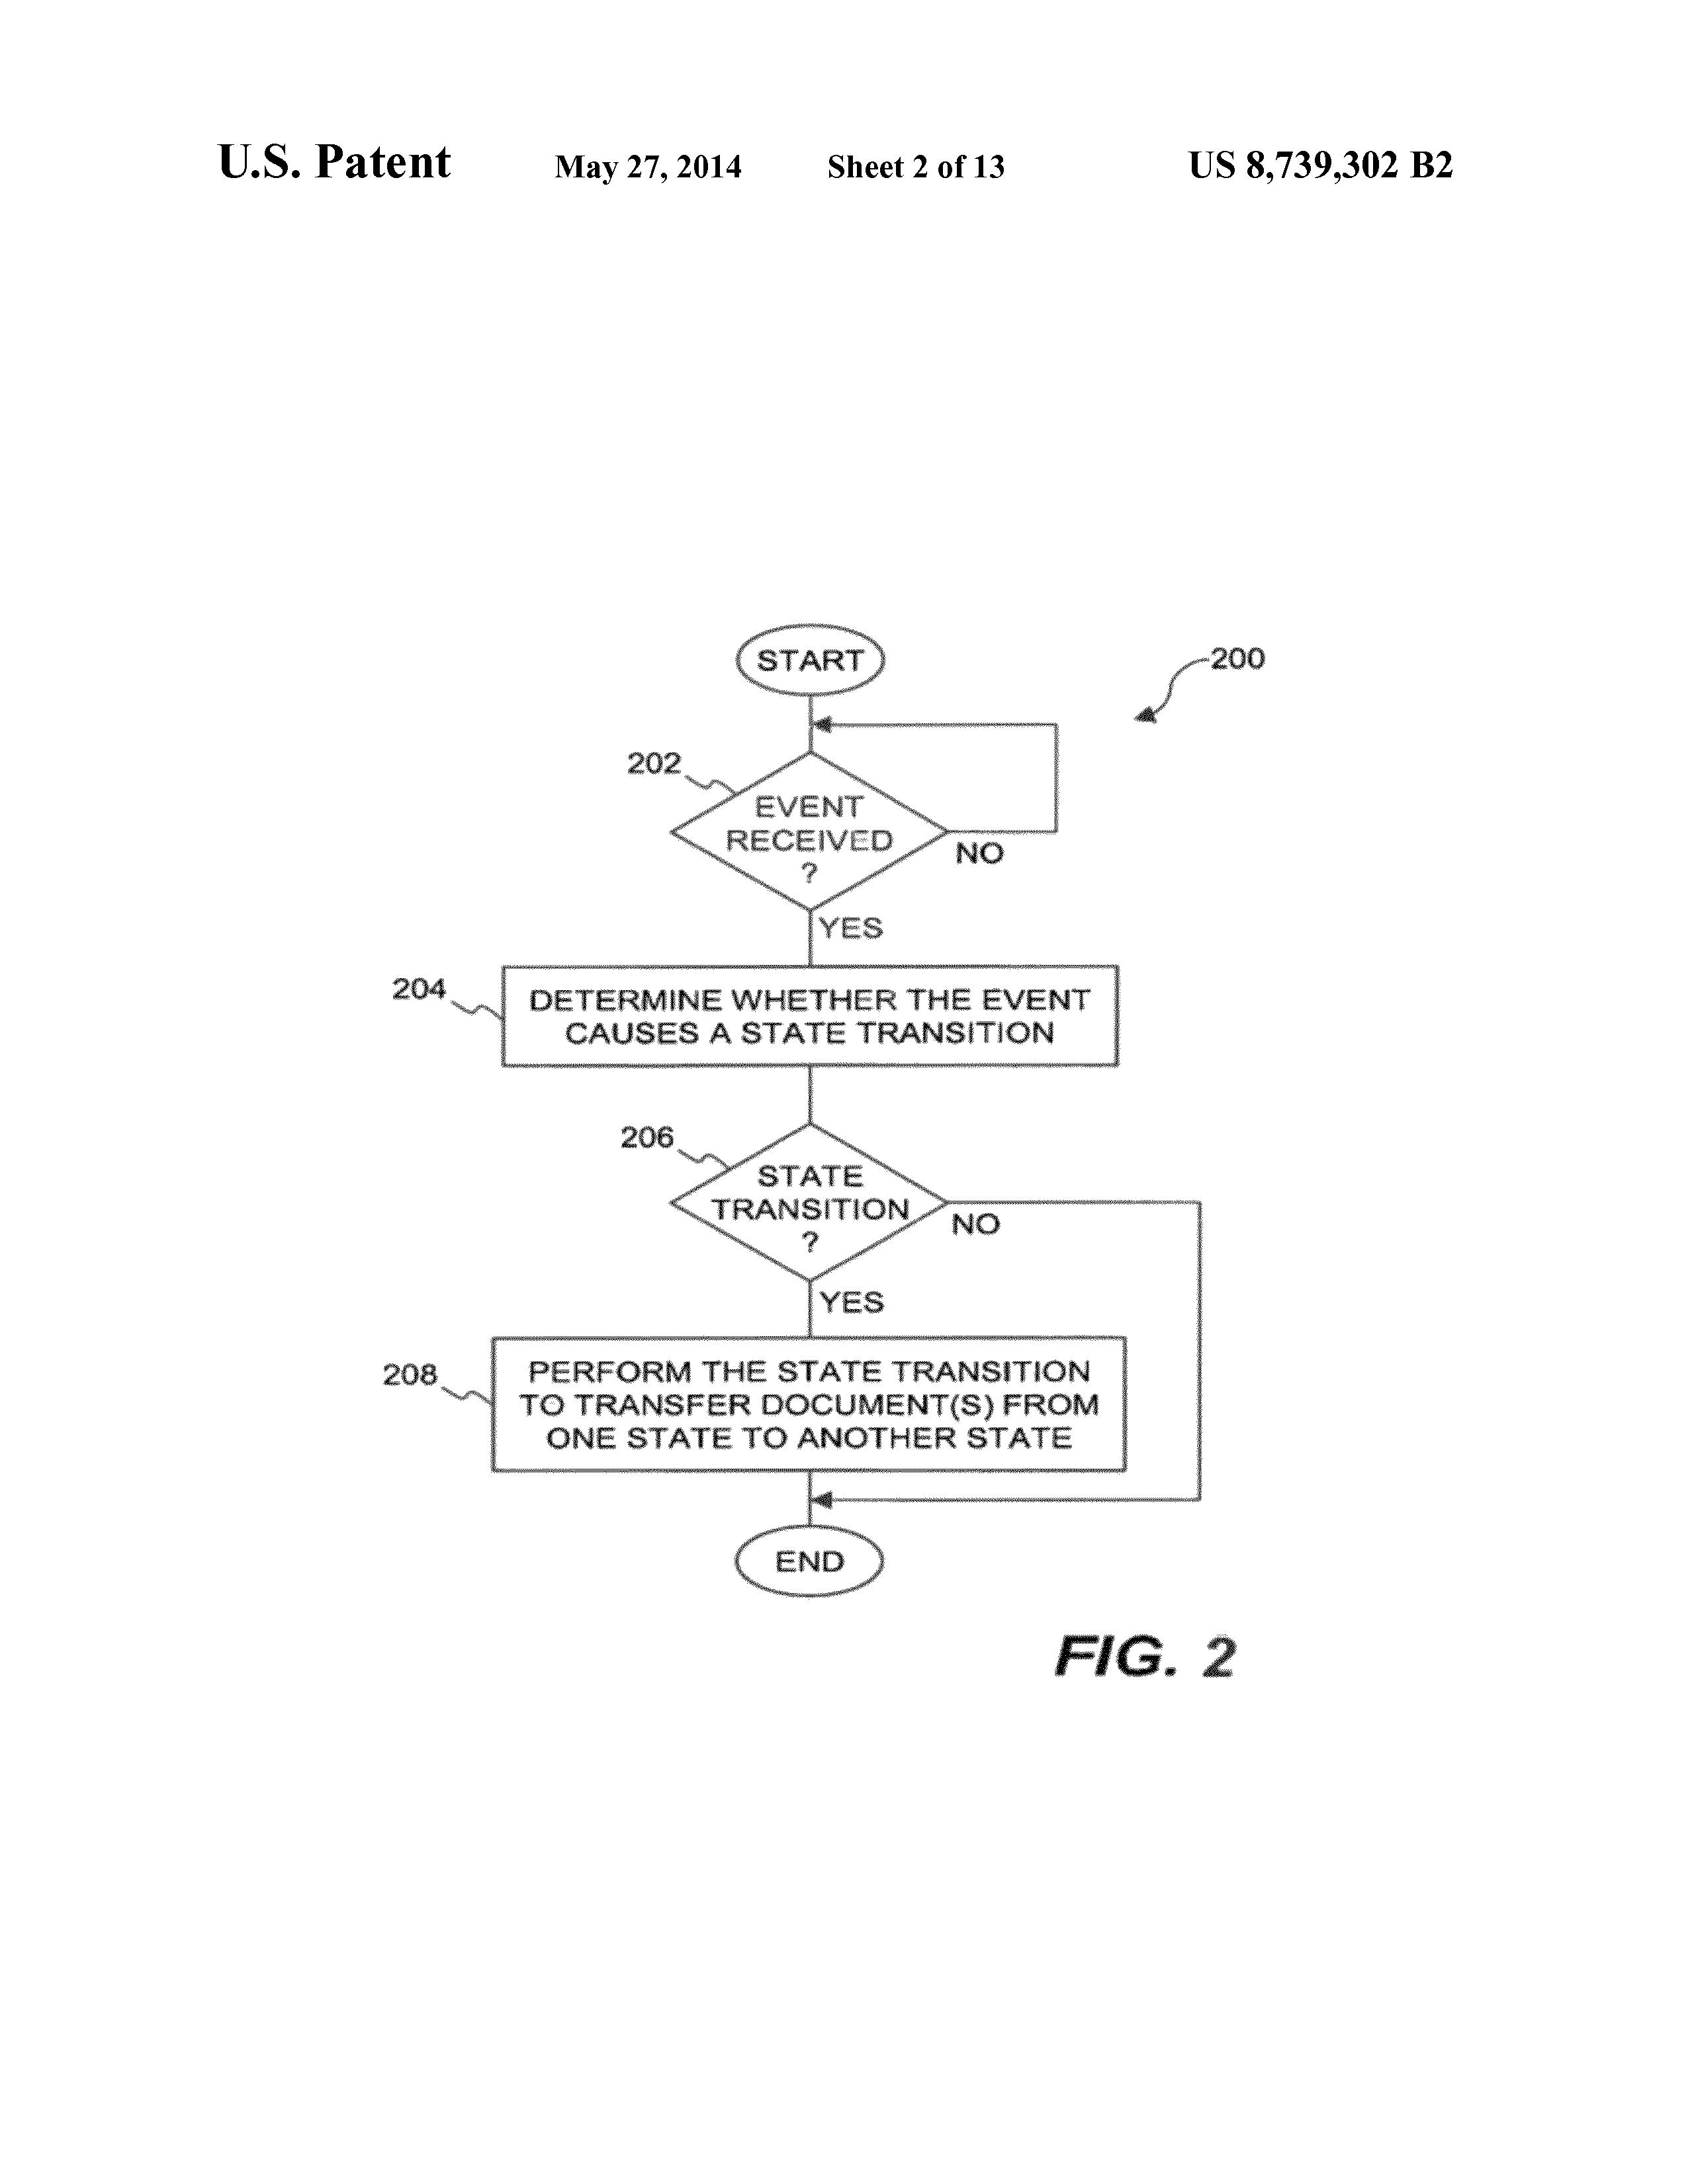 U.S. Patent May 27, 2014 Sheet 2 of 13 US 8,739,302 B2
START
200
202
EVENT
RECEIVED
?
NO
YES
204
DETERMINE WHETHER THE EVENT
CAUSES A STATE TRANSITION
206
STATE
TRANSITION
?
NO
YES
208
PERFORM THE STATE TRANSITION
TO TRANSFER DOCUMENT(S) FROM
ONE STATE TO ANOTHER STATE
END
FIG. 2